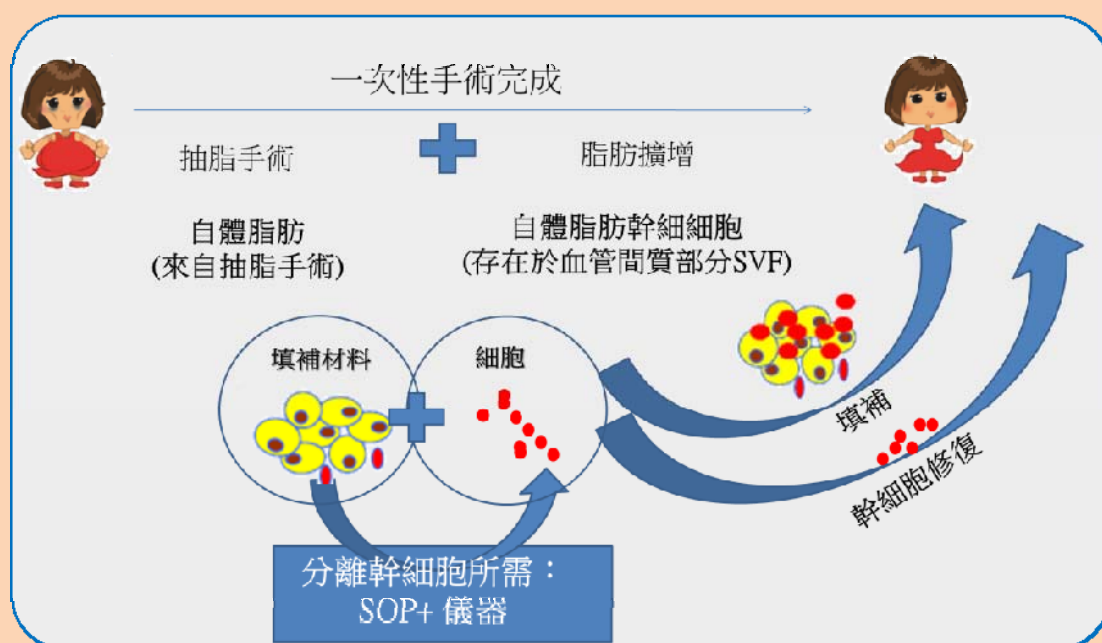 一次性手術完成
抽脂手術
脂肪擴增
自體脂肪
(來自抽脂手術)
自體脂肪幹細細胞
(存在於血管間質部分SVF)
填補材料
細胞
填補
幹細胞修復
分離幹細胞所需：
SOP+ 儀器